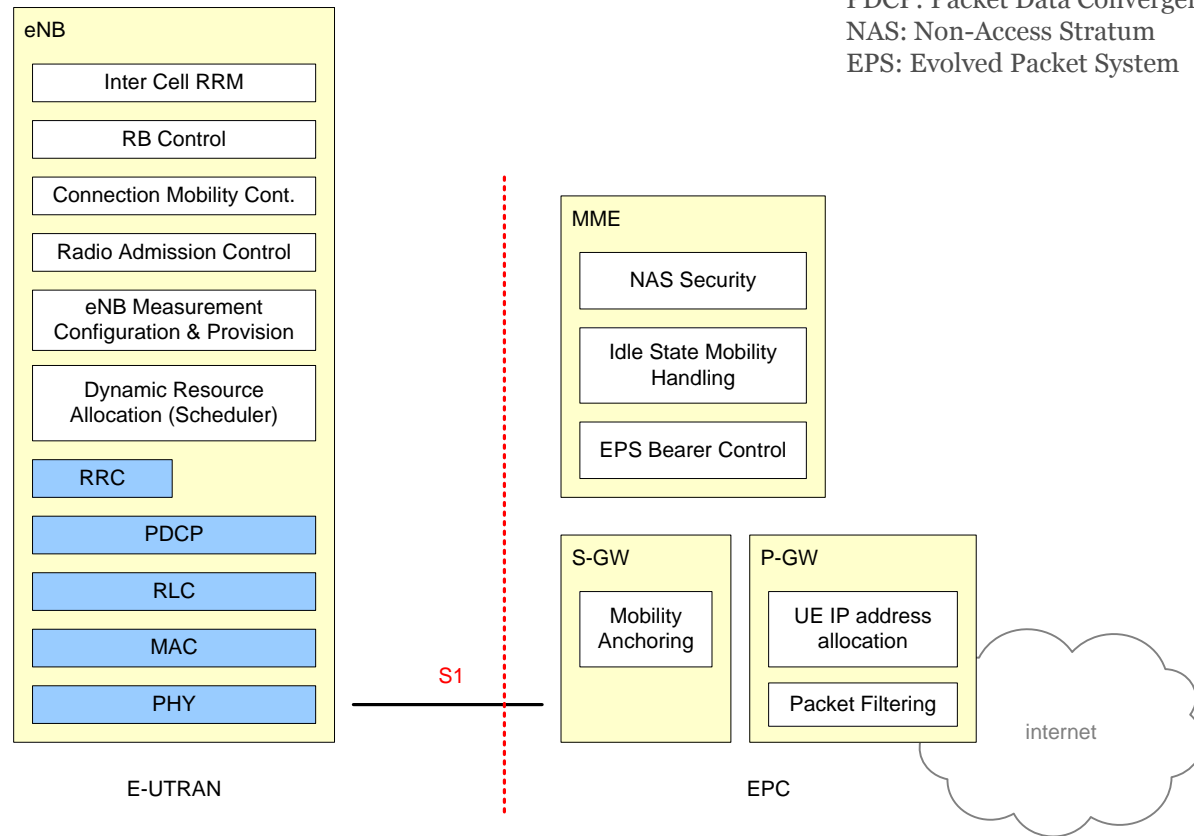 PDCP: Packet Data
NAS: Non-Access Stratum
EPS: Evolved Packet System
eNB
Inter Cell RRM
RB Control
Connection Mobility Cont.
Radio Admission Control
eNB Measurement
Configuration & Provision
Dynamic Resource
Allocation (Scheduler)
RRC
PDCP
RLC
MAC
PHY
S1
MME
NAS Security
Idle State Mobility
Handling
EPS Bearer Control
S-GW
Mobility
Anchoring
P-GW
UE IP address
allocation
Packet Filtering
internet
E-UTRAN
EPC